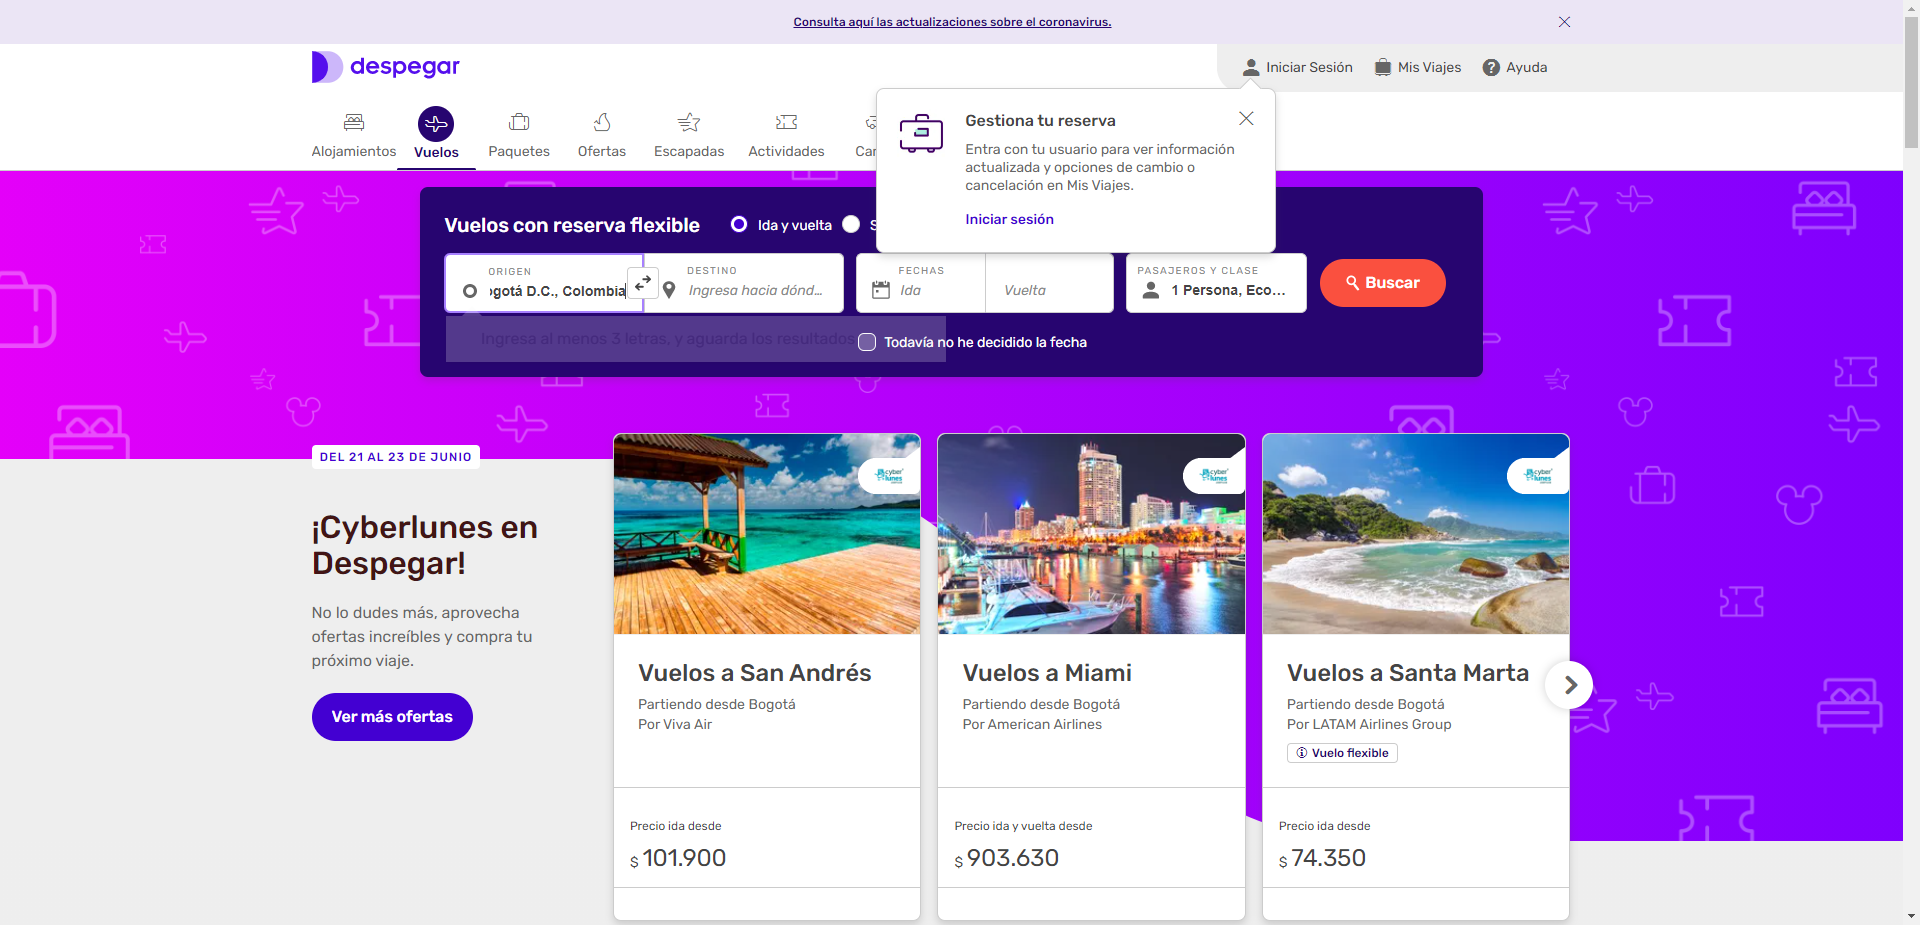 Consulta aquí las actualizaciones sobre el coronavirus.
despegar
Iniciar Sesión
Mis Viajes
Ayuda
Alojamientos
Vuelos
Paquetes
Ofertas
Escapadas
Actividades
Gestiona tu reserva
Entra con tu usuario para ver información
actualizada y opciones de cambio o
cancelación en Mis Viajes.
Iniciar sesión
Vuelos con reserva flexible
Ida y vuelta
ORIGEN
ogotá D.C., Colombia
DESTINO
Ingresa hacia dónd...
FECHAS
Ida
Vuelta
PASAJEROS Y CLASE
1 Persona, Eco...
Buscar
Ingresa al menos 3 letras, y aguarda los resultados
Todavía no he decidido la fecha
DEL 21 AL 23 DE JUNIO
¡Cyberlunes en
Despegar!
No lo dudes más, aprovecha
ofertas increíbles y compra tu
próximo viaje.
Ver más ofertas
cyber
lunes
Vuelos a San Andrés
Partiendo desde Bogotá
Por Viva Air
Precio ida desde
$ 101.900
cyber
lunes
Vuelos a Miami
Partiendo desde Bogotá
Por American Airlines
Precio ida y vuelta desde
$ 903.630
cyber
lunes
Vuelos a Santa Marta
Partiendo desde Bogotá
Por LATAM Airlines Group
Vuelo flexible
Precio ida desde
$ 74.350